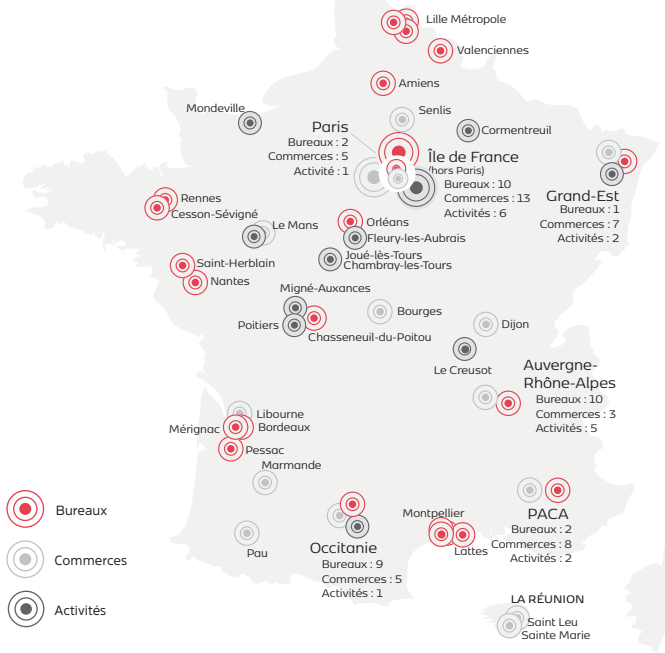 Lille Métropole
Valenciennes
Amiens
Mondeville
Senlis
Cormentreuil
Paris
Bureaux : 2
Commerces : 5
Activité : 1
Île de France
(hors Paris)
Bureaux : 10
Commerces : 13
Activités : 6
Grand-Est
Bureaux : 1
Commerces : 7
Activités : 2
Rennes
Cesson-Sévigné
Le Mans
Orléans
Fleury-les-Aubrais
Joué-lès-Tours
Chambray-les-Tours
Saint-Herblain
Nantes
Migné-Auxances
Poitiers
Chasseneuil-du-Poitou
Bourges
Dijon
Le Creusot
Auvergne-
Rhône-Alpes
Bureaux : 10
Commerces : 3
Activités : 5
Libourne
Mérignac
Bordeaux
Pessac
Marmande
Pau
Occitanie
Bureaux : 9
Commerces : 5
Activités : 1
Montpellier
Lattes
PACA
Bureaux : 2
Commerces : 8
Activités : 2
Bureaux
Commerces
Activités
LA RÉUNION
Saint Leu
Sainte Marie